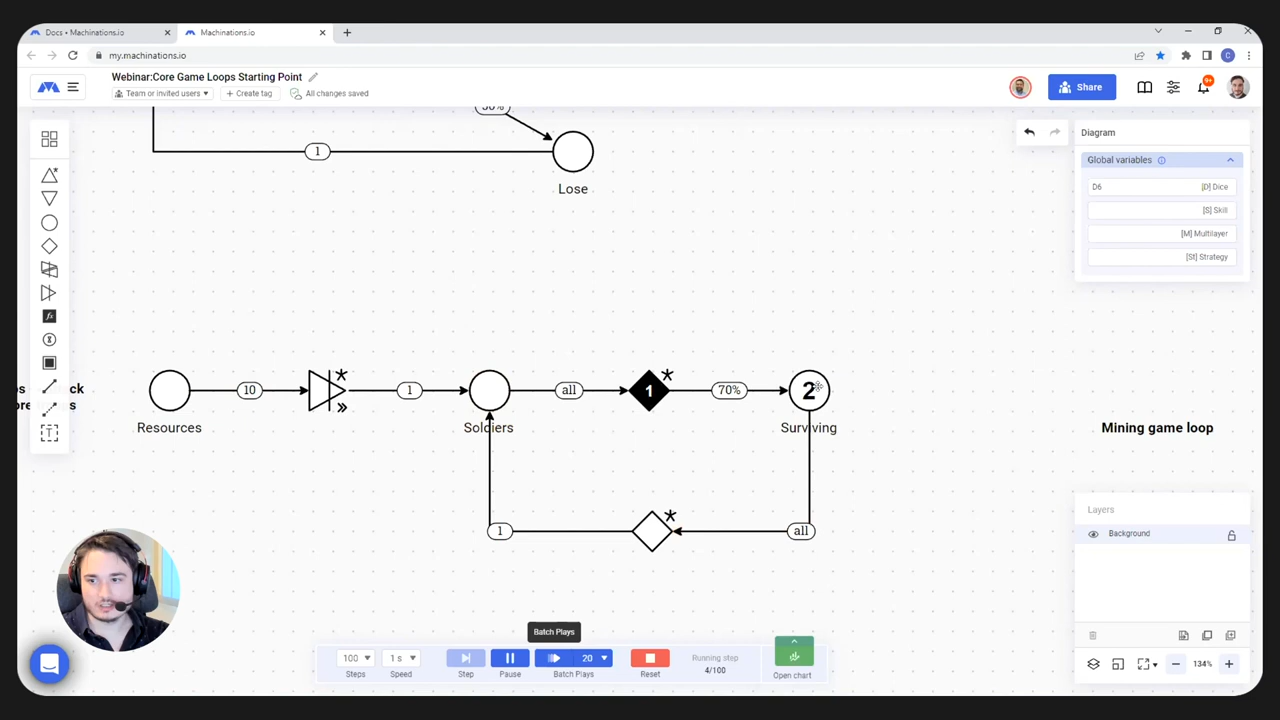 Docs • Machinations.io
Machinations.io
my.machinations.io
C
Webinar:Core Game Loops Starting Point
Team or invited users
+ Create tag
All changes saved
Share
9+
Diagram
Global variables
D6
[D] Dice
[S] Skill
[M] Multilayer
[St] Strategy
1
Lose
10
1
all
1
70%
2
Resources
Soldiers
Surviving
Mining game loop
1
all
T
Layers
Background
Batch Plays
100
1 s
20
Steps
Speed
Step
Pause
Batch Plays
Reset
Running step
4/100
Open chart
134%